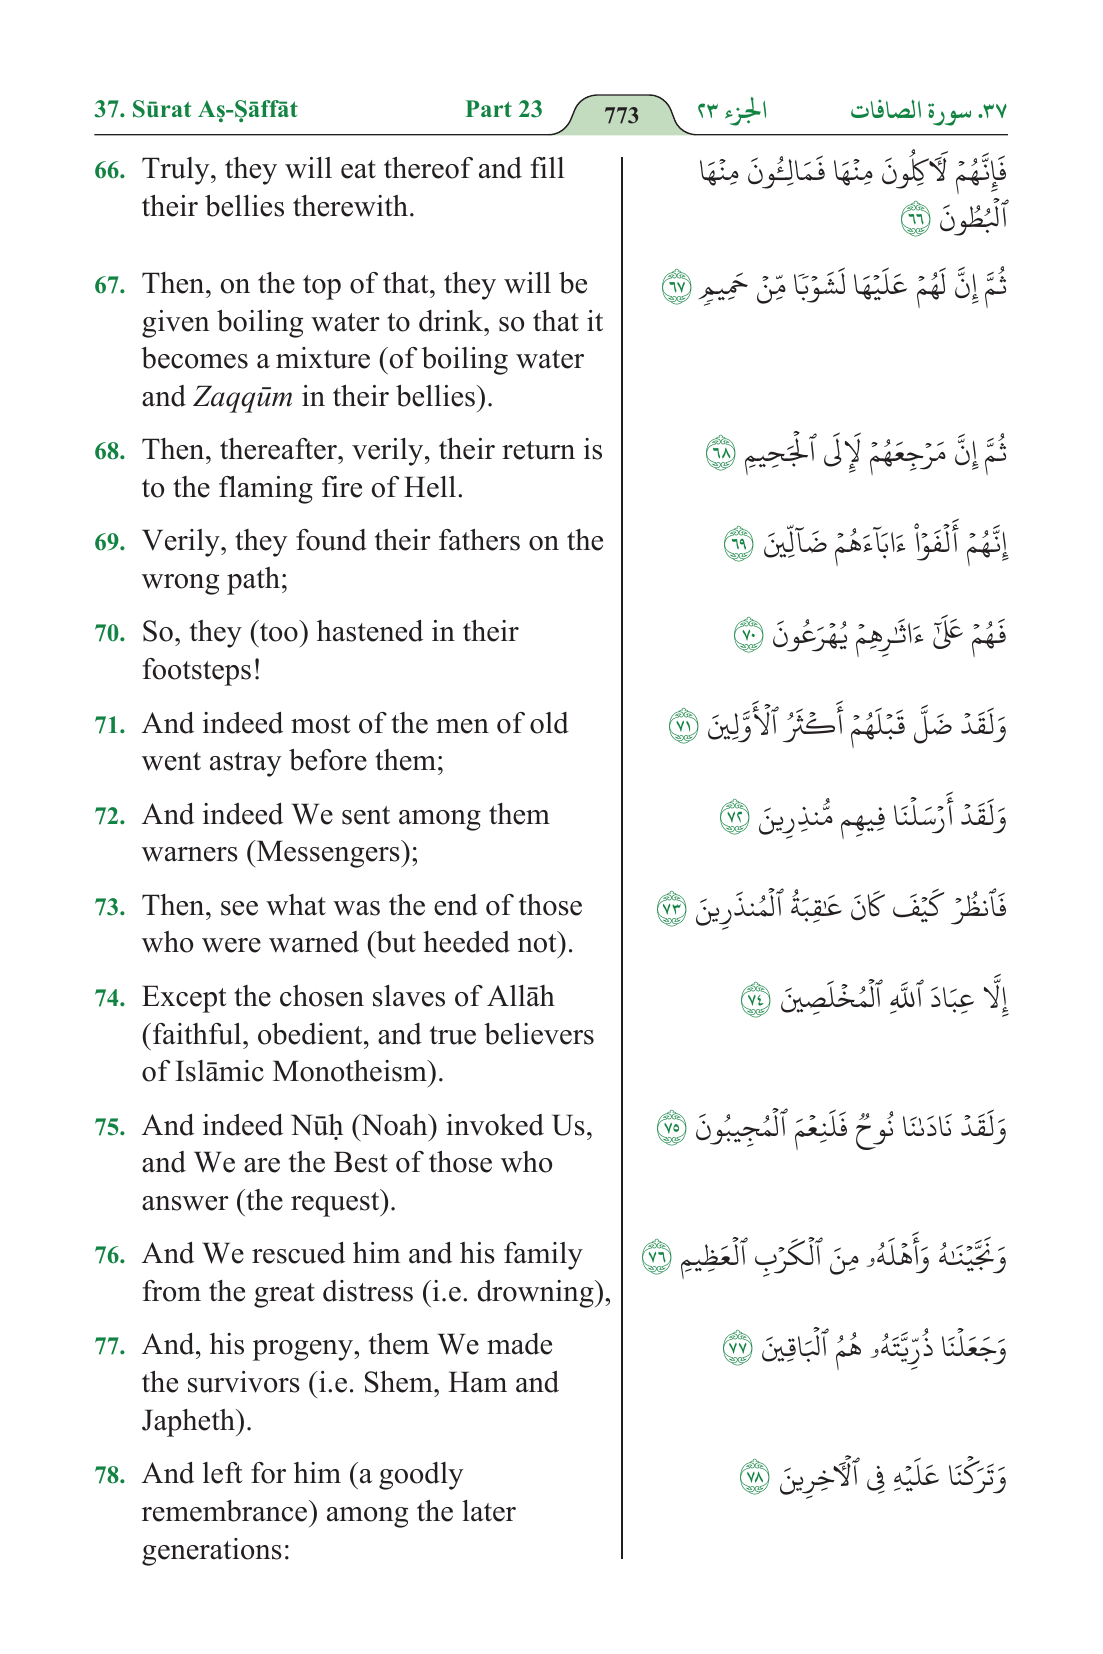 37. Sūrat Aṣ-Ṣāffāt Part 23 773 الجزء ٢٣ ٣٧. سورة الصافات
66. Truly, they will eat thereof and fill
their bellies therewith.
فَإِنَّهُمْ لَـَٔاكِلُونَ مِنْهَا فَمَالِـُٔونَ مِنْهَا
ٱلْبُطُونَ ٦٦
67. Then, on the top of that, they will be
given boiling water to drink, so that it
becomes a mixture (of boiling water
and Zaqqūm in their bellies).
ثُمَّ إِنَّ لَهُمْ عَلَيْهَا لَشَوْبًا مِّنْ حَمِيمٍ ٦٧
68. Then, thereafter, verily, their return is
to the flaming fire of Hell.
ثُمَّ إِنَّ مَرْجِعَهُمْ لَإِلَى ٱلْجَحِيمِ ٦٨
69. Verily, they found their fathers on the
wrong path;
إِنَّهُمْ أَلْفَوْا۟ ءَابَآءَهُمْ ضَآلِّينَ ٦٩
70. So, they (too) hastened in their
footsteps!
فَهُمْ عَلَىٰٓ ءَاثَـٰرِهِمْ يُهْرَعُونَ ٧٠
71. And indeed most of the men of old
went astray before them;
وَلَقَدْ ضَلَّ قَبْلَهُمْ أَكْثَرُ ٱلْأَوَّلِينَ ٧١
72. And indeed We sent among them
warners (Messengers);
وَلَقَدْ أَرْسَلْنَا فِيهِم مُّنذِرِينَ ٧٢
73. Then, see what was the end of those
who were warned (but heeded not).
فَٱنظُرْ كَيْفَ كَانَ عَـٰقِبَةُ ٱلْمُنذَرِينَ ٧٣
74. Except the chosen slaves of Allāh
(faithful, obedient, and true believers
of Islāmic Monotheism).
إِلَّا عِبَادَ ٱللَّهِ ٱلْمُخْلَصِينَ ٧٤
75. And indeed Nūḥ (Noah) invoked Us,
and We are the Best of those who
answer (the request).
وَلَقَدْ نَادَىٰنَا نُوحٌ فَلَنِعْمَ ٱلْمُجِيبُونَ ٧٥
76. And We rescued him and his family
from the great distress (i.e. drowning),
وَنَجَّيْنَـٰهُ وَأَهْلَهُۥ مِنَ ٱلْكَرْبِ ٱلْعَظِيمِ ٧٦
77. And, his progeny, them We made
the survivors (i.e. Shem, Ham and
Japheth).
وَجَعَلْنَا ذُرِّيَّتَهُۥ هُمُ ٱلْبَاقِينَ ٧٧
78. And left for him (a goodly
remembrance) among the later
generations:
وَتَرَكْنَا عَلَيْهِ فِى ٱلْـَٔاخِرِينَ ٧٨